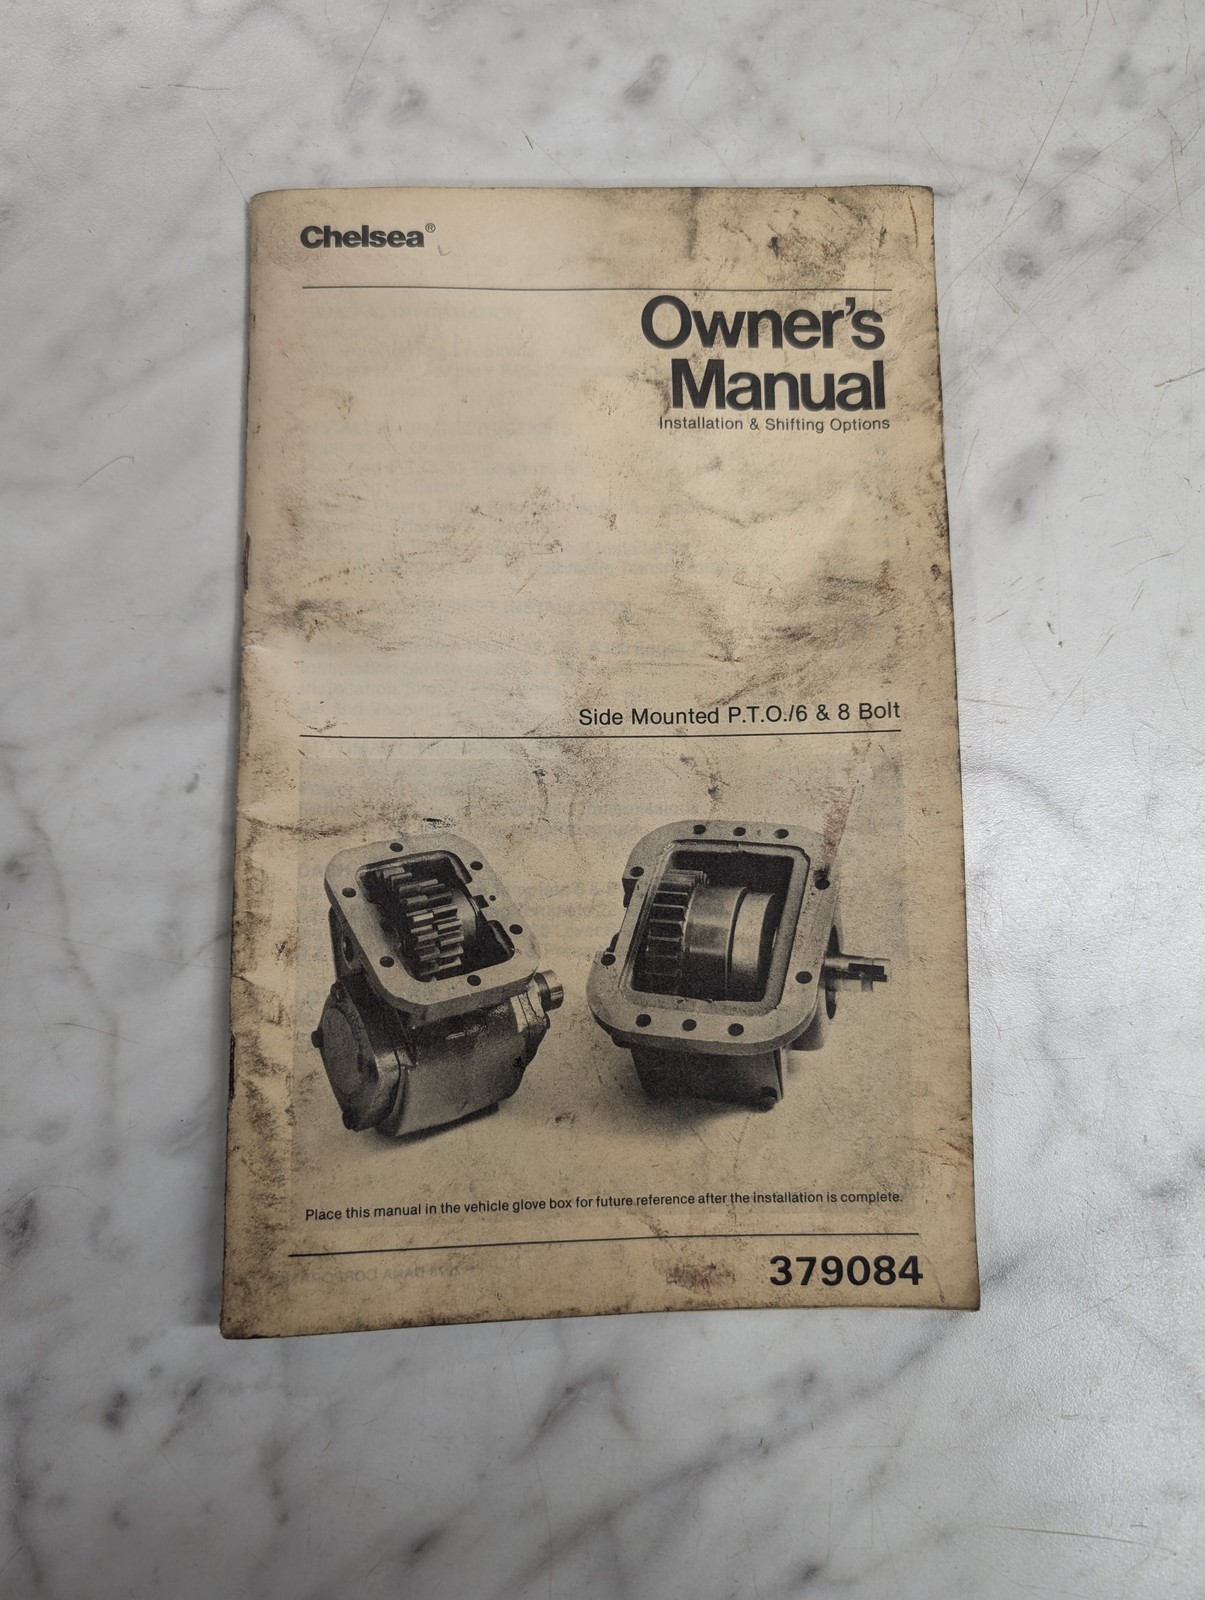 Chelsea®
Owner's
Manual
Installation & Shifting Options
Side Mounted P.T.O./6 & 8 Bolt
Place this manual in the vehicle glove box for future reference after the installation is complete.
379084